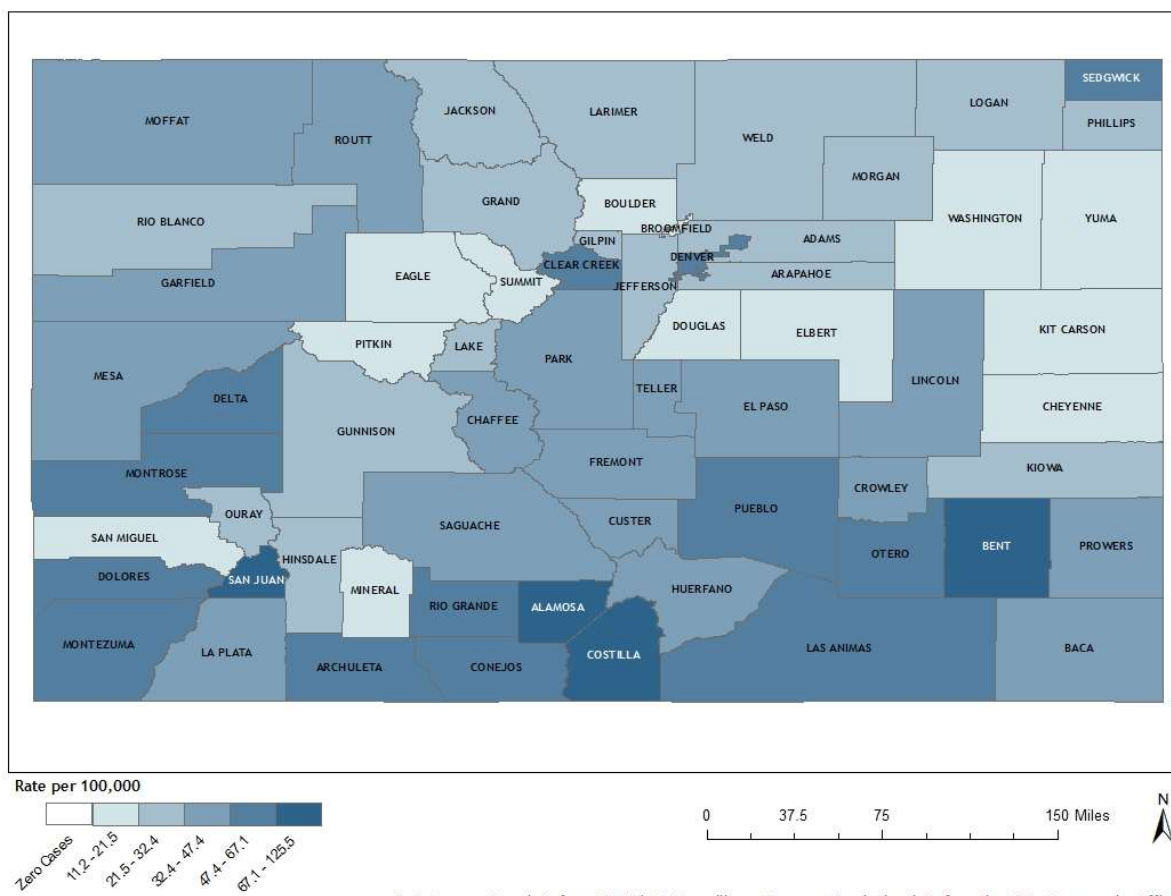 SEDGWICK
LOGAN
JACKSON
LARIMER
MOFFAT
PHILLIPS
WELD
ROUTT
MORGAN
GRAND
BOULDER
WASHINGTON
YUMA
RIO BLANCO
BROOMFIELD
GILPIN
ADAMS
DENVER
CLEAR CREEK
ARAPAHOE
EAGLE
SUMMIT
GARFIELD
JEFFERSON
DOUGLAS
ELBERT
KIT CARSON
PITKIN
LAKE
PARK
MESA
LINCOLN
TELLER
DELTA
EL PASO
CHEYENNE
CHAFFEE
GUNNISON
FREMONT
KIOWA
MONTROSE
CROWLEY
PUEBLO
OURAY
CUSTER
SAGUACHE
SAN MIGUEL
BENT
PROWERS
OTERO
HINSDALE
DOLORES
SAN JUAN
MINERAL
HUERFANO
RIO GRANDE
ALAMOSA
MONTEZUMA
LA PLATA
COSTILLA
LAS ANIMAS
BACA
ARCHULETA
CONEJOS
Rate per 100,000
Zero Cases
11.2 - 21.5
21.5 - 32.4
32.4 - 47.4
47.4 - 67.1
67.1 - 125.5
0 37.5 75 150 Miles
N